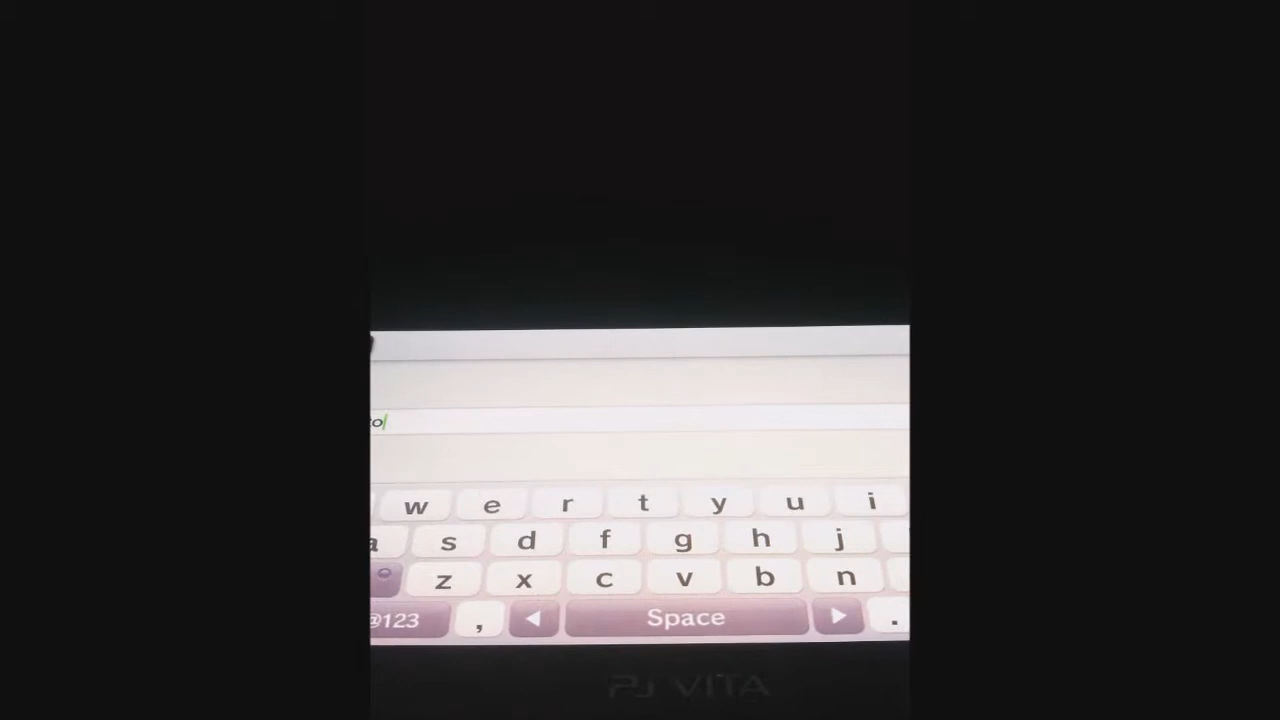 w e r t y u i
a s d f g h j
z x c v b n
@123 , ◀ Space ▶ .
PS VITA